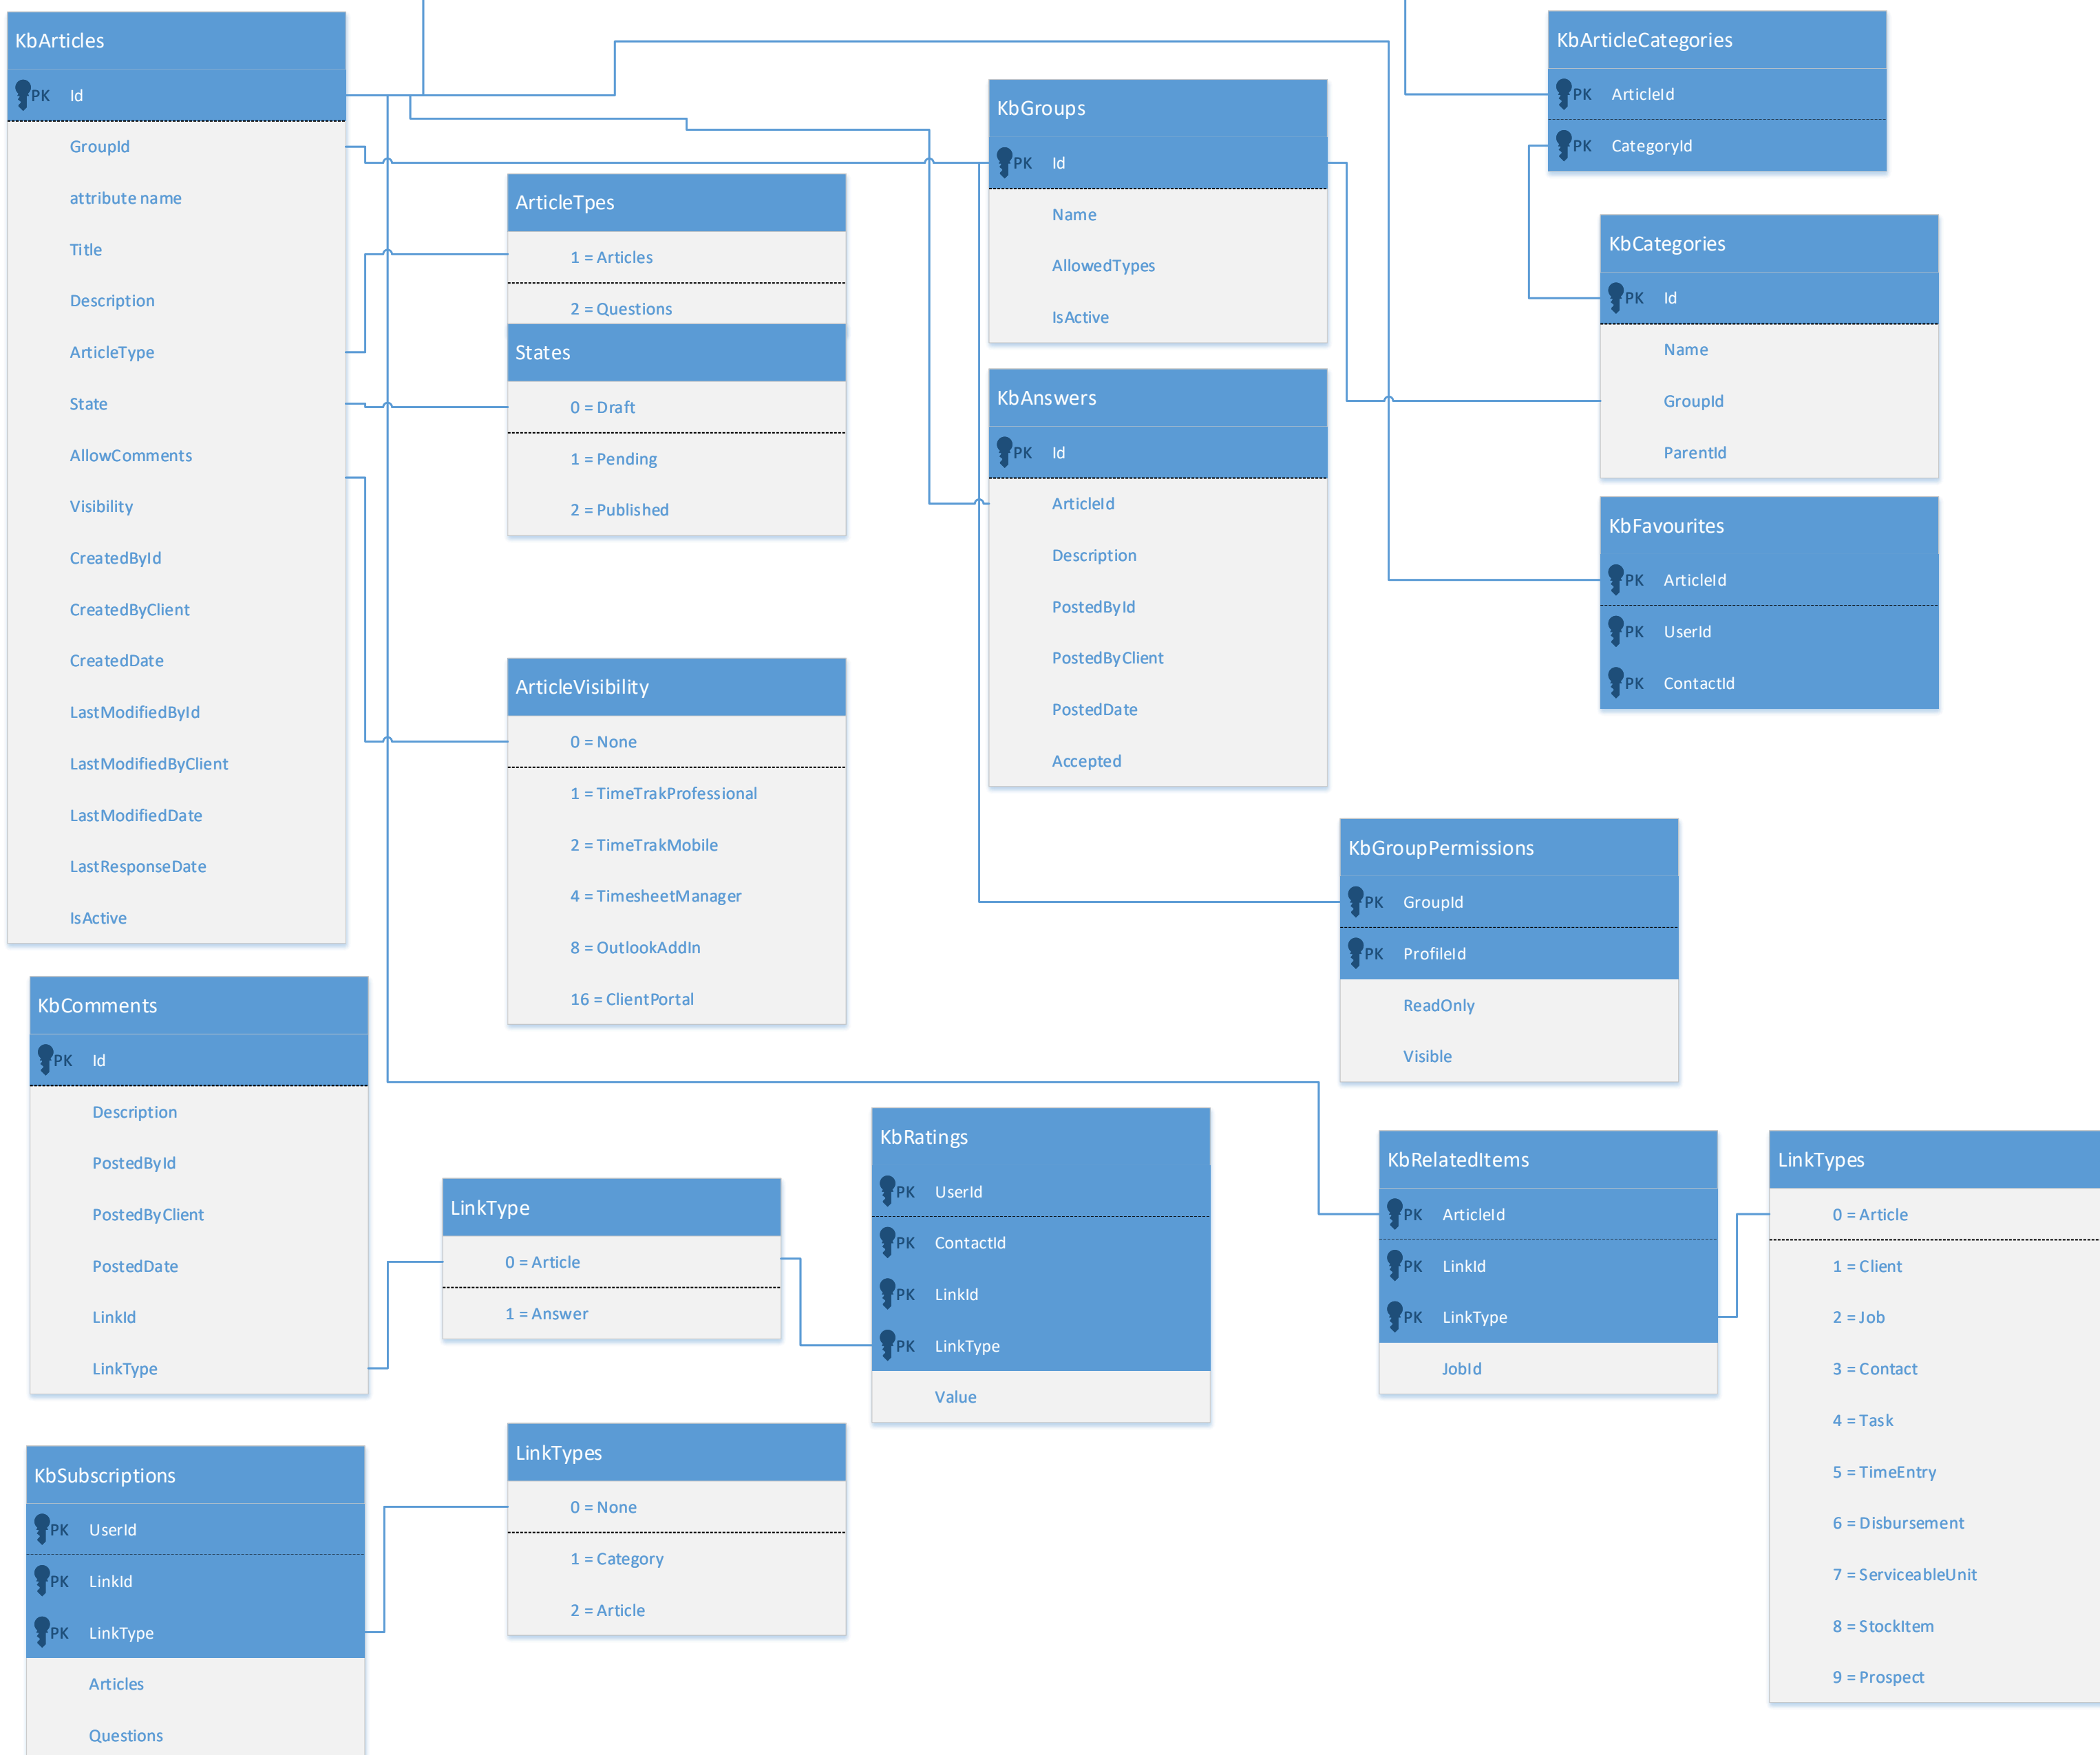 KbArticles
PK Id
GroupId
attribute name
Title
Description
ArticleType
State
AllowComments
Visibility
CreatedById
CreatedByClient
CreatedDate
LastModifiedById
LastModifiedByClient
LastModifiedDate
LastResponseDate
IsActive
ArticleTpes
1 = Articles
2 = Questions
States
0 = Draft
1 = Pending
2 = Published
ArticleVisibility
0 = None
1 = TimeTrakProfessional
2 = TimeTrakMobile
4 = TimesheetManager
8 = OutlookAddIn
16 = ClientPortal
KbGroups
PK Id
Name
AllowedTypes
IsActive
KbAnswers
PK Id
ArticleId
Description
PostedById
PostedByClient
PostedDate
Accepted
KbArticleCategories
PK ArticleId
PK CategoryId
KbCategories
PK Id
Name
GroupId
ParentId
KbFavourites
PK ArticleId
PK UserId
PK ContactId
KbGroupPermissions
PK GroupId
PK ProfileId
ReadOnly
Visible
KbComments
PK Id
Description
PostedById
PostedByClient
PostedDate
LinkId
LinkType
LinkType
0 = Article
1 = Answer
KbRatings
PK UserId
PK ContactId
PK LinkId
PK LinkType
Value
KbRelatedItems
PK ArticleId
PK LinkId
PK LinkType
JobId
LinkTypes
0 = Article
1 = Client
2 = Job
3 = Contact
4 = Task
5 = TimeEntry
6 = Disbursement
7 = ServiceableUnit
8 = StockItem
9 = Prospect
KbSubscriptions
PK UserId
PK LinkId
PK LinkType
Articles
Questions
LinkTypes
0 = None
1 = Category
2 = Article